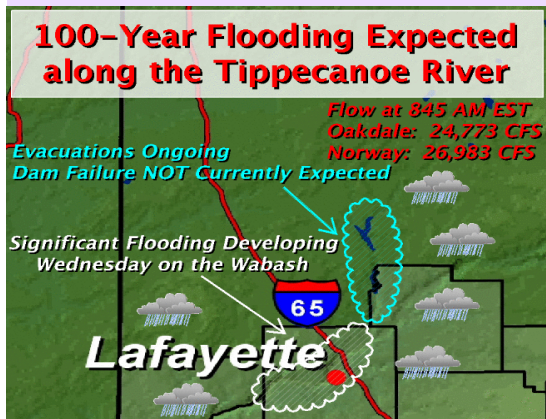 100-Year Flooding Expected
along the Tippecanoe River
Flow at 845 AM EST
Oakdale: 24,773 CFS
Norway: 26,983 CFS
Evacuations Ongoing
Dam Failure NOT Currently Expected
Significant Flooding Developing
Wednesday on the Wabash
65
Lafayette